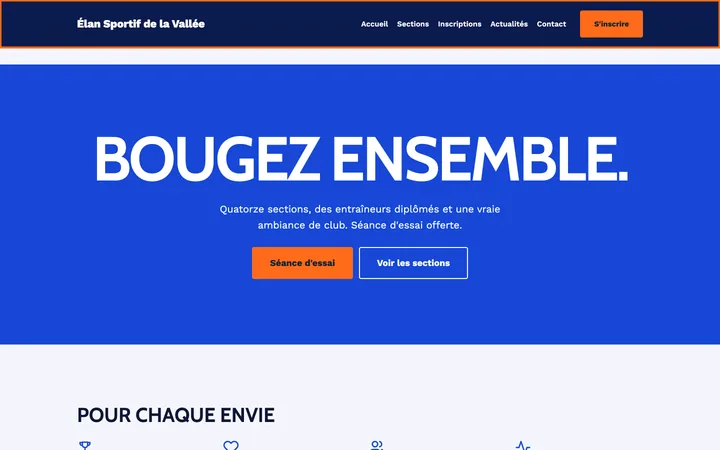 Élan Sportif de la Vallée
Accueil Sections Inscriptions Actualités Contact S'inscrire
BOUGEZ ENSEMBLE.
Quatorze sections, des entraîneurs diplômés et une vraie
ambiance de club. Séance d'essai offerte.
Séance d'essai Voir les sections
POUR CHAQUE ENVIE